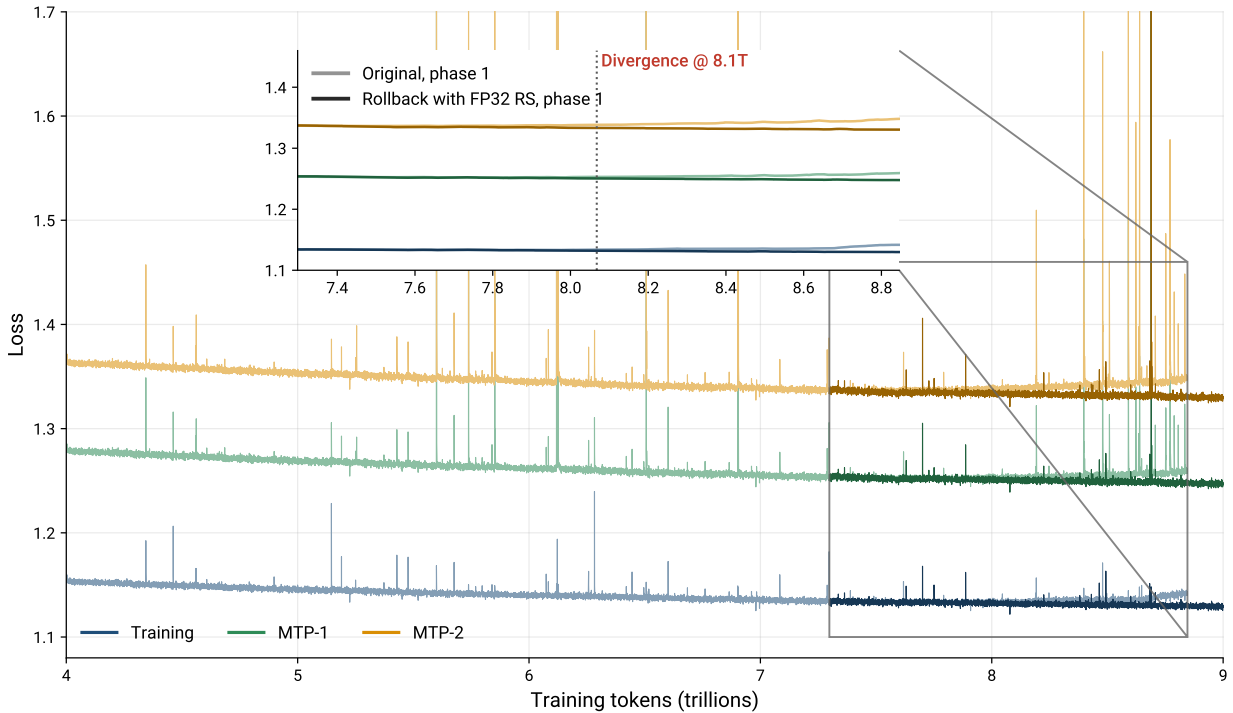 1.7
1.6
1.5
1.4
1.3
1.2
1.1
Loss
Divergence @ 8.1T
Original, phase 1
Rollback with FP32 RS, phase 1
1.4
1.3
1.2
1.1
7.4 7.6 7.8 8.0 8.2 8.4 8.6 8.8
Training MTP-1 MTP-2
4 5 6 7 8 9
Training tokens (trillions)